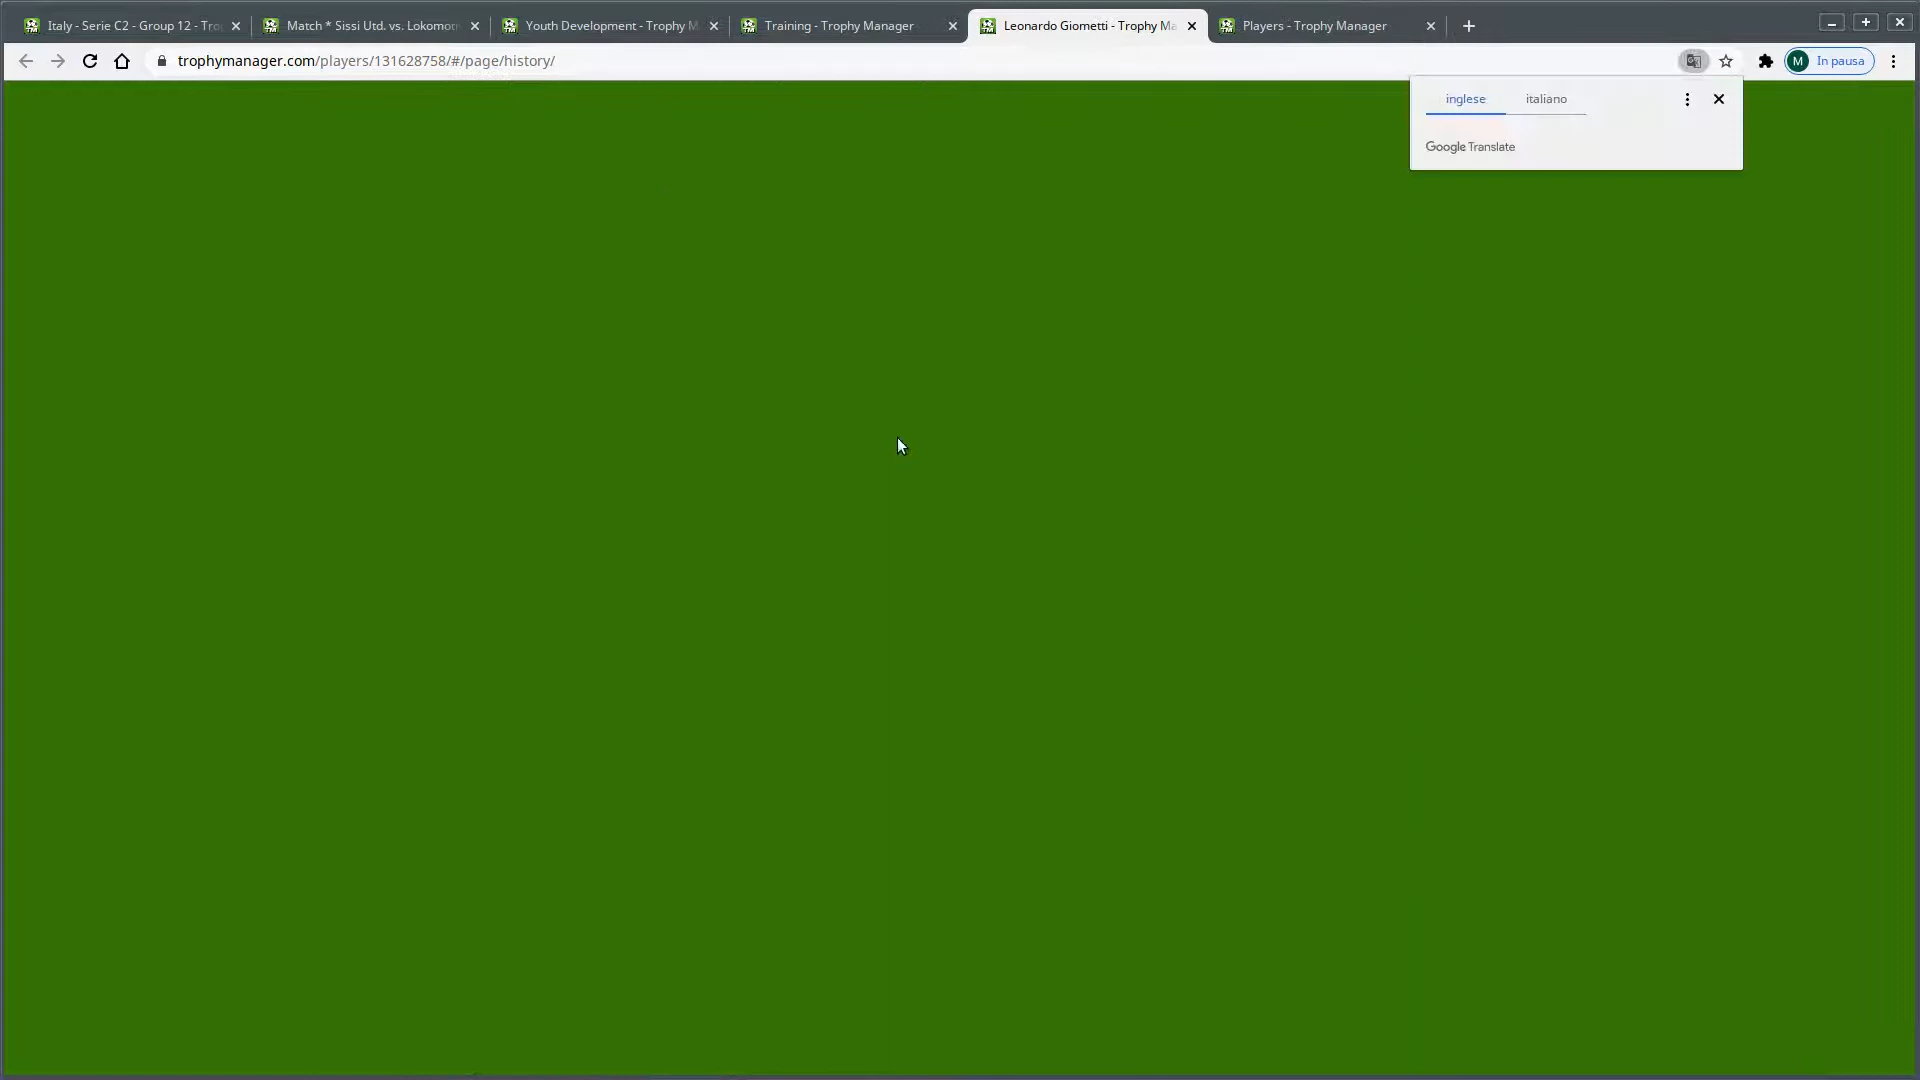 Italy - Serie C2 - Group 12 - Tro
Match * Sissi Utd. vs. Lokomot
Youth Development - Trophy M
Training - Trophy Manager
Leonardo Giometti - Trophy Ma
Players - Trophy Manager
trophymanager.com/players/131628758/#/page/history/
M
In pausa
inglese
italiano
Google Translate